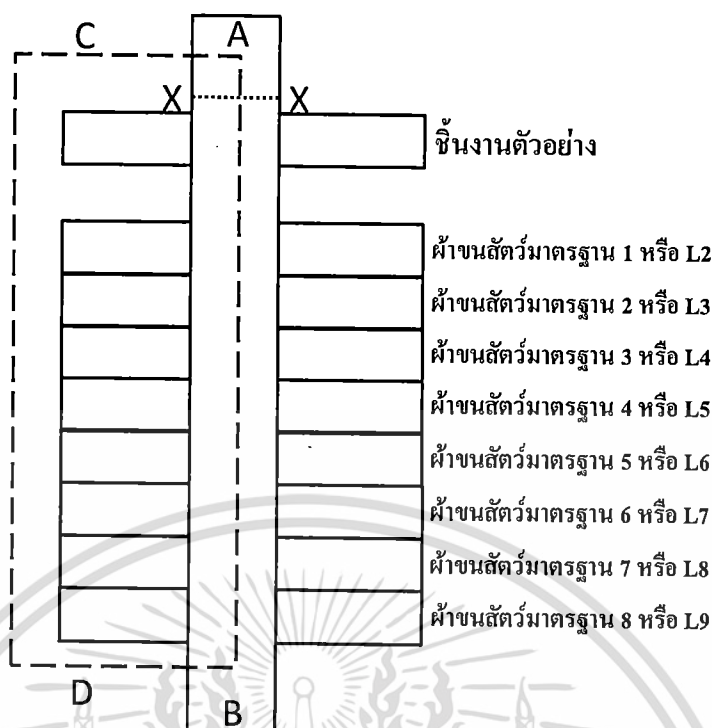 C
A
X
X
ชิ้นงานตัวอย่าง
ผ้าขนสัตว์มาตรฐาน 1 หรือ L2
ผ้าขนสัตว์มาตรฐาน 2 หรือ L3
ผ้าขนสัตว์มาตรฐาน 3 หรือ L4
ผ้าขนสัตว์มาตรฐาน 4 หรือ L5
ผ้าขนสัตว์มาตรฐาน 5 หรือ L6
ผ้าขนสัตว์มาตรฐาน 6 หรือ L7
ผ้าขนสัตว์มาตรฐาน 7 หรือ L8
ผ้าขนสัตว์มาตรฐาน 8 หรือ L9
D
B